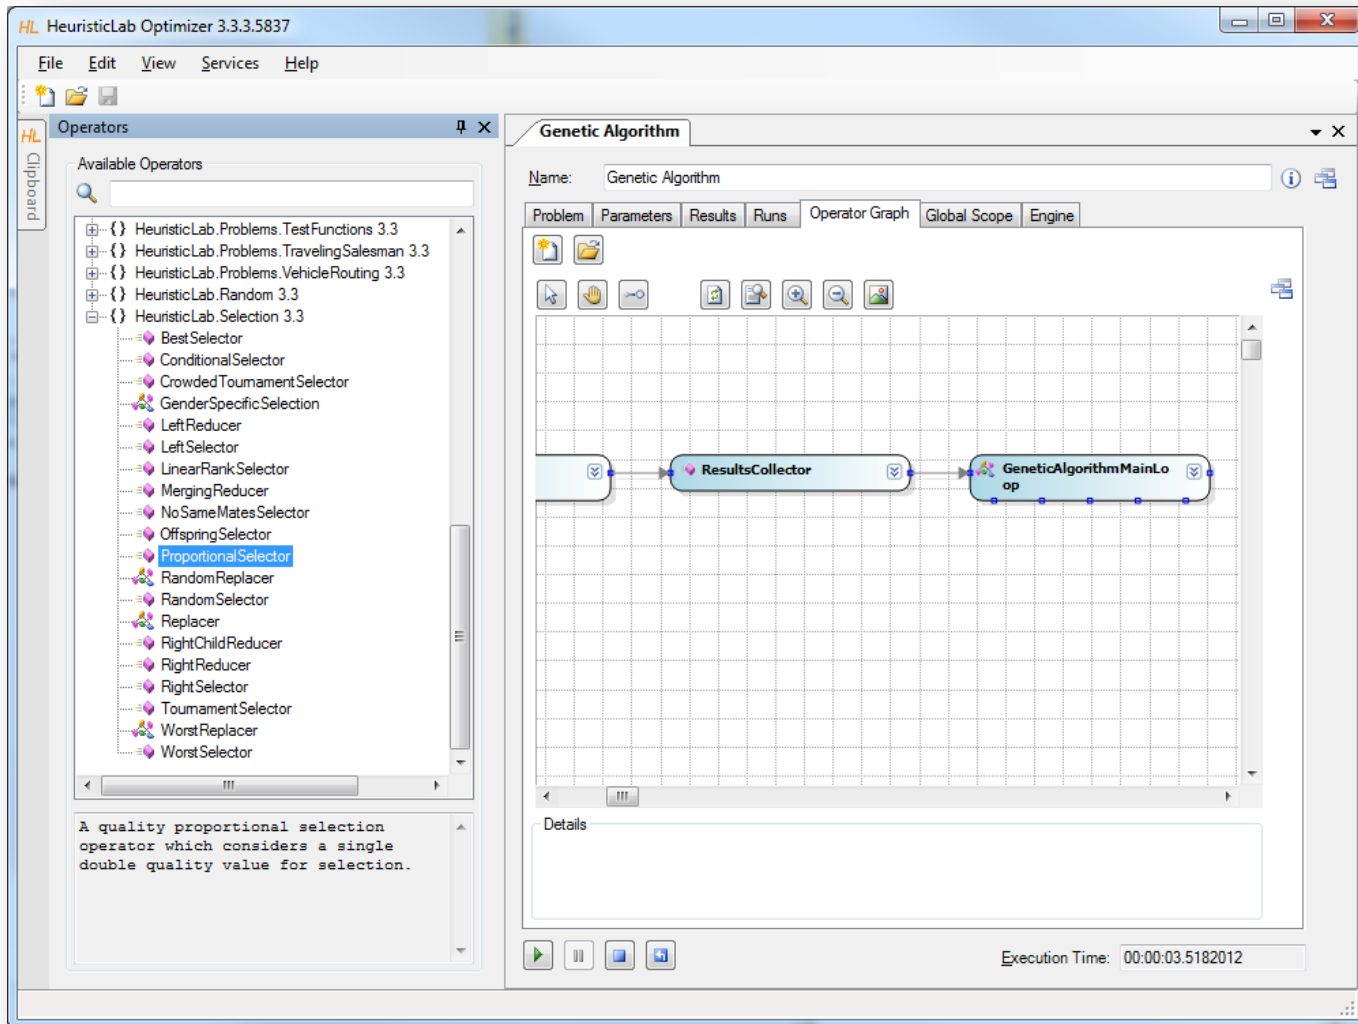 HL HeuristicLab Optimizer 3.3.3.5837
File Edit View Services Help
HL Clipboard
Operators
Available Operators
HeuristicLab.Problems.TestFunctions 3.3
HeuristicLab.Problems.TravelingSalesman 3.3
HeuristicLab.Problems.VehicleRouting 3.3
HeuristicLab.Random 3.3
HeuristicLab.Selection 3.3
BestSelector
ConditionalSelector
CrowdedTournamentSelector
GenderSpecificSelection
LeftReducer
LeftSelector
LinearRankSelector
MergingReducer
NoSameMatesSelector
OffspringSelector
ProportionalSelector
RandomReplacer
RandomSelector
Replacer
RightChildReducer
RightReducer
RightSelector
TournamentSelector
WorstReplacer
WorstSelector
A quality proportional selection
operator which considers a single
double quality value for selection.
Genetic Algorithm
Name: Genetic Algorithm
Problem Parameters Results Runs Operator Graph Global Scope Engine
ResultsCollector
GeneticAlgorithmMainLo
op
Details
Execution Time: 00:00:03.5182012